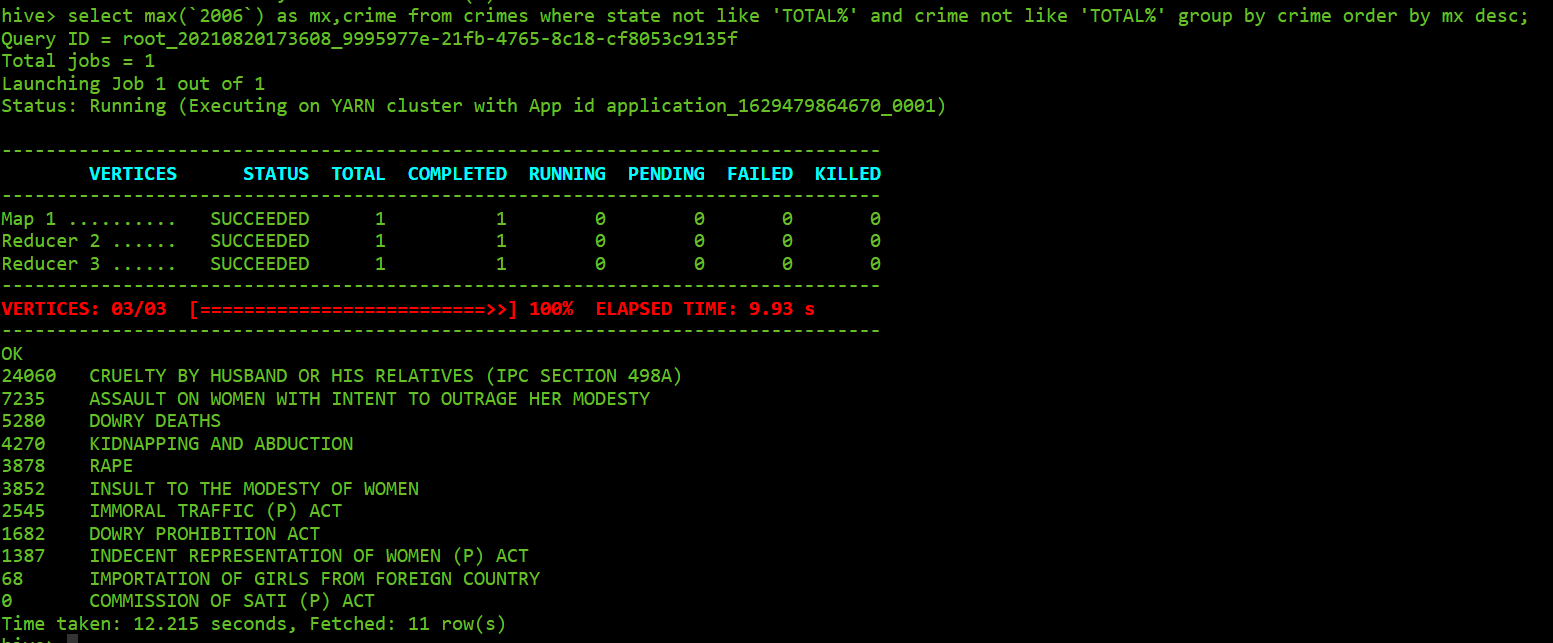 hive> select max(`2006`) as mx,crime from crimes where state not like 'TOTAL%' and crime not like 'TOTAL%' group by crime order by mx desc;
Query ID = root_20210820173608_9995977e-21fb-4765-8c18-cf8053c9135f
Total jobs = 1
Launching Job 1 out of 1
Status: Running (Executing on YARN cluster with App id application_1629479864670_0001)
--------------------------------------------------------------------------------
        VERTICES      STATUS  TOTAL  COMPLETED  RUNNING  PENDING  FAILED  KILLED
--------------------------------------------------------------------------------
Map 1 ..........   SUCCEEDED      1          1        0        0       0       0
Reducer 2 ......   SUCCEEDED      1          1        0        0       0       0
Reducer 3 ......   SUCCEEDED      1          1        0        0       0       0
--------------------------------------------------------------------------------
VERTICES: 03/03  [==========================>>] 100%  ELAPSED TIME: 9.93 s
--------------------------------------------------------------------------------
OK
24060   CRUELTY BY HUSBAND OR HIS RELATIVES (IPC SECTION 498A)
7235    ASSAULT ON WOMEN WITH INTENT TO OUTRAGE HER MODESTY
5280    DOWRY DEATHS
4270    KIDNAPPING AND ABDUCTION
3878    RAPE
3852    INSULT TO THE MODESTY OF WOMEN
2545    IMMORAL TRAFFIC (P) ACT
1682    DOWRY PROHIBITION ACT
1387    INDECENT REPRESENTATION OF WOMEN (P) ACT
68      IMPORTATION OF GIRLS FROM FOREIGN COUNTRY
0       COMMISSION OF SATI (P) ACT
Time taken: 12.215 seconds, Fetched: 11 row(s)
hive>